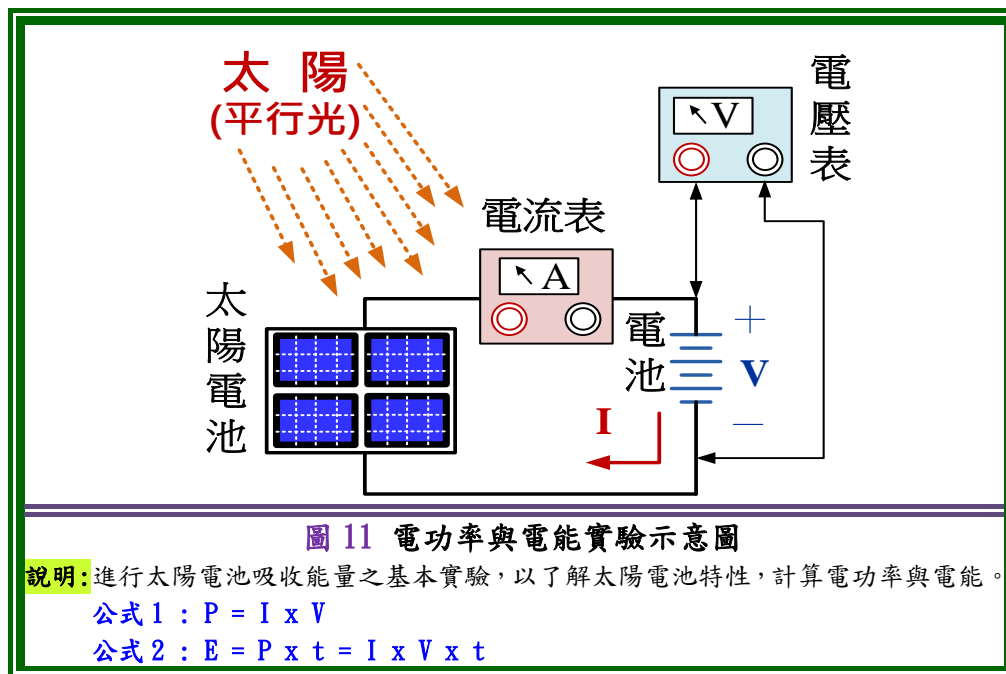 太 陽
(平行光)
電壓表
V
電流表
A
太陽電池
電池
+
V
—
I
圖 11 電功率與電能實驗示意圖
說明:進行太陽電池吸收能量之基本實驗，以了解太陽電池特性，計算電功率與電能。
公式 1 : P = I x V
公式 2 : E = P x t = I x V x t